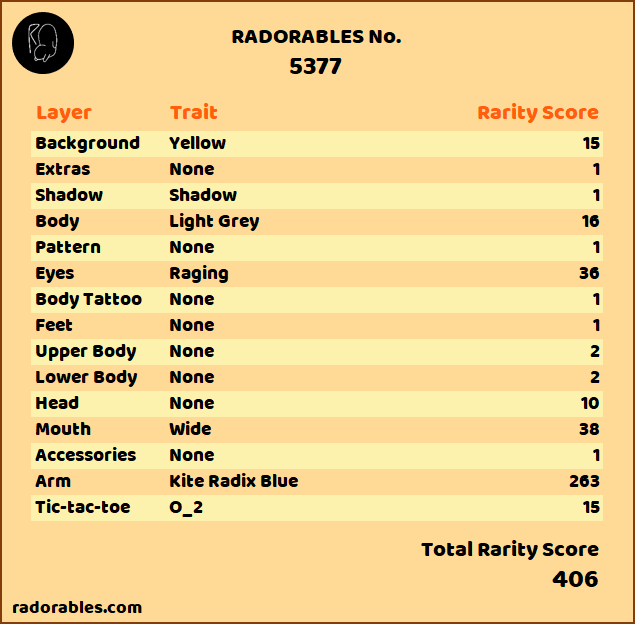 RADORABLES No.
5377
Layer Trait Rarity Score
Background Yellow 15
Extras None 1
Shadow Shadow 1
Body Light Grey 16
Pattern None 1
Eyes Raging 36
Body Tattoo None 1
Feet None 1
Upper Body None 2
Lower Body None 2
Head None 10
Mouth Wide 38
Accessories None 1
Arm Kite Radix Blue 263
Tic-tac-toe O_2 15
Total Rarity Score
406
radorables.com